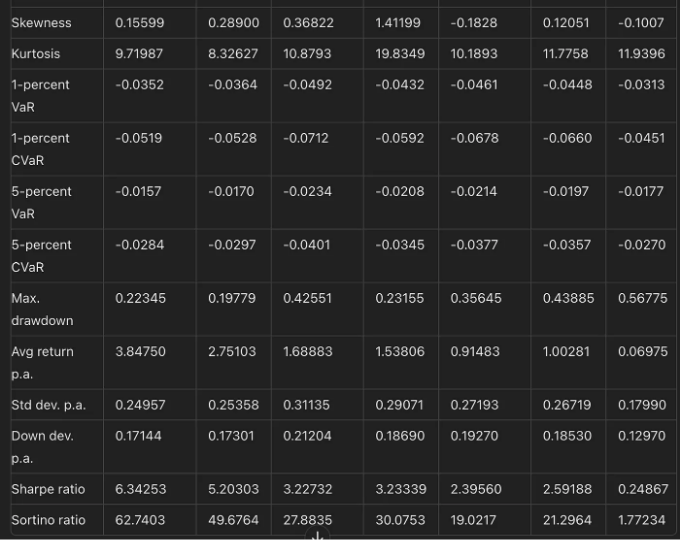 Skewness 0.15599 0.28900 0.36822 1.41199 -0.1828 0.12051 -0.1007
Kurtosis 9.71987 8.32627 10.8793 19.8349 10.1893 11.7758 11.9396
1-percent -0.0352 -0.0364 -0.0492 -0.0432 -0.0461 -0.0448 -0.0313
VaR
1-percent -0.0519 -0.0528 -0.0712 -0.0592 -0.0678 -0.0660 -0.0451
CVaR
5-percent -0.0157 -0.0170 -0.0234 -0.0208 -0.0214 -0.0197 -0.0177
VaR
5-percent -0.0284 -0.0297 -0.0401 -0.0345 -0.0377 -0.0357 -0.0270
CVaR
Max. 0.22345 0.19779 0.42551 0.23155 0.35645 0.43885 0.56775
drawdown
Avg return 3.84750 2.75103 1.68883 1.53806 0.91483 1.00281 0.06975
p.a.
Std dev. p.a. 0.24957 0.25358 0.31135 0.29071 0.27193 0.26719 0.17990
Down dev. 0.17144 0.17301 0.21204 0.18690 0.19270 0.18530 0.12970
p.a.
Sharpe ratio 6.34253 5.20303 3.22732 3.23339 2.39560 2.59188 0.24867
Sortino ratio 62.7403 49.6764 27.8835 30.0753 19.0217 21.2964 1.77234